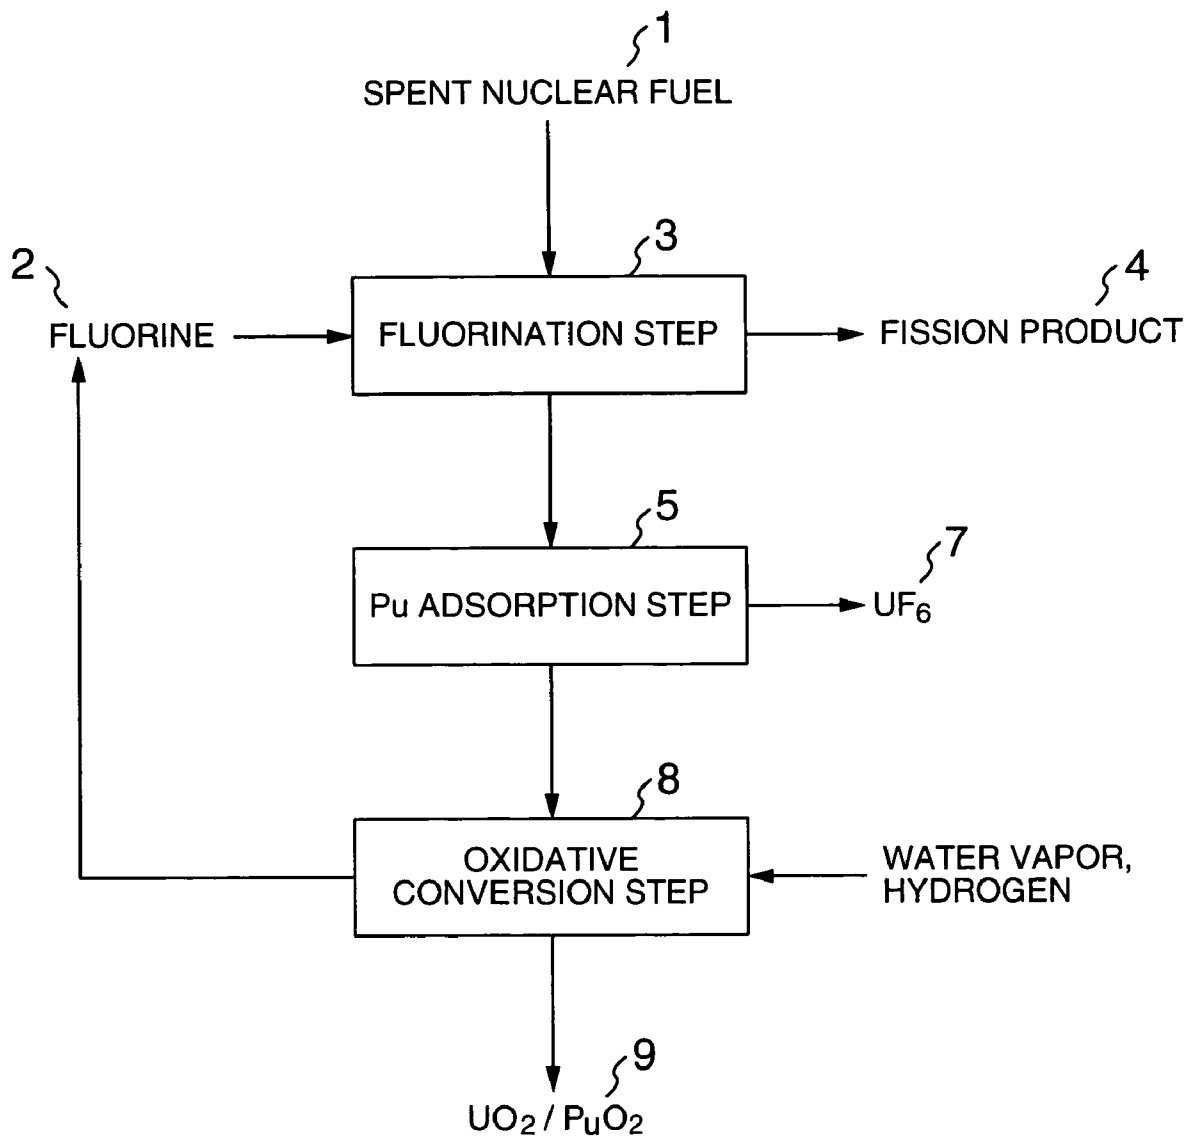 1
SPENT NUCLEAR FUEL
3
2
4
FLUORINE
FLUORINATION STEP
FISSION PRODUCT
5
7
Pu ADSORPTION STEP
UF6
8
OXIDATIVE
CONVERSION STEP
WATER VAPOR,
HYDROGEN
9
UO2 / PuO2